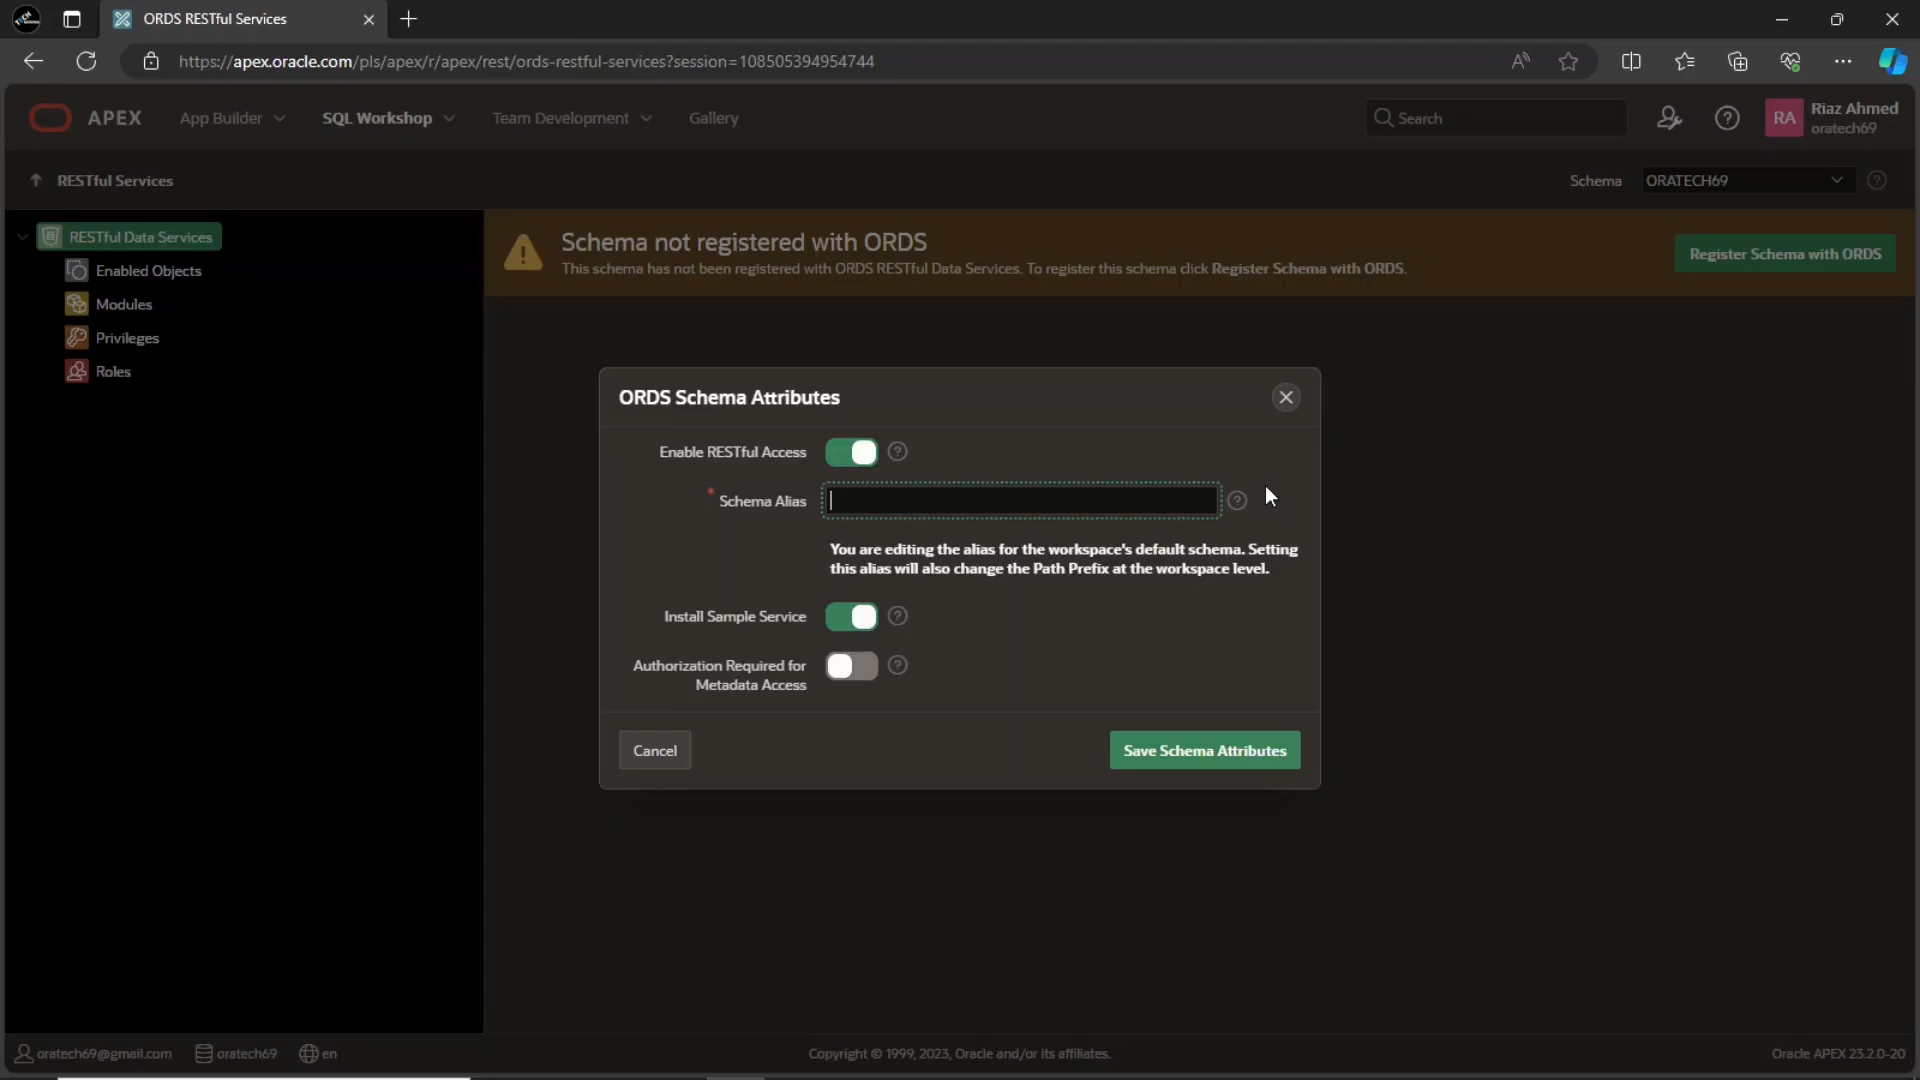 ORDS RESTful Services
https://apex.oracle.com/pls/apex/r/apex/rest/ords-restful-services?session=108505394954744
APEX
App Builder
SQL Workshop
Team Development
Gallery
Search
RA
Riaz Ahmed
oratech69
RESTful Services
Schema
ORATECH69
RESTful Data Services
Enabled Objects
Modules
Privileges
Roles
Schema not registered with ORDS
This schema has not been registered with ORDS RESTful Data Services. To register this schema click Register Schema with ORDS.
Register Schema with ORDS
ORDS Schema Attributes
Enable RESTful Access
* Schema Alias
You are editing the alias for the workspace's default schema. Setting
this alias will also change the Path Prefix at the workspace level.
Install Sample Service
Authorization Required for
Metadata Access
Cancel
Save Schema Attributes
oratech69@gmail.com
oratech69
en
Copyright © 1999, 2023, Oracle and/or its affiliates.
Oracle APEX 23.2.0-20